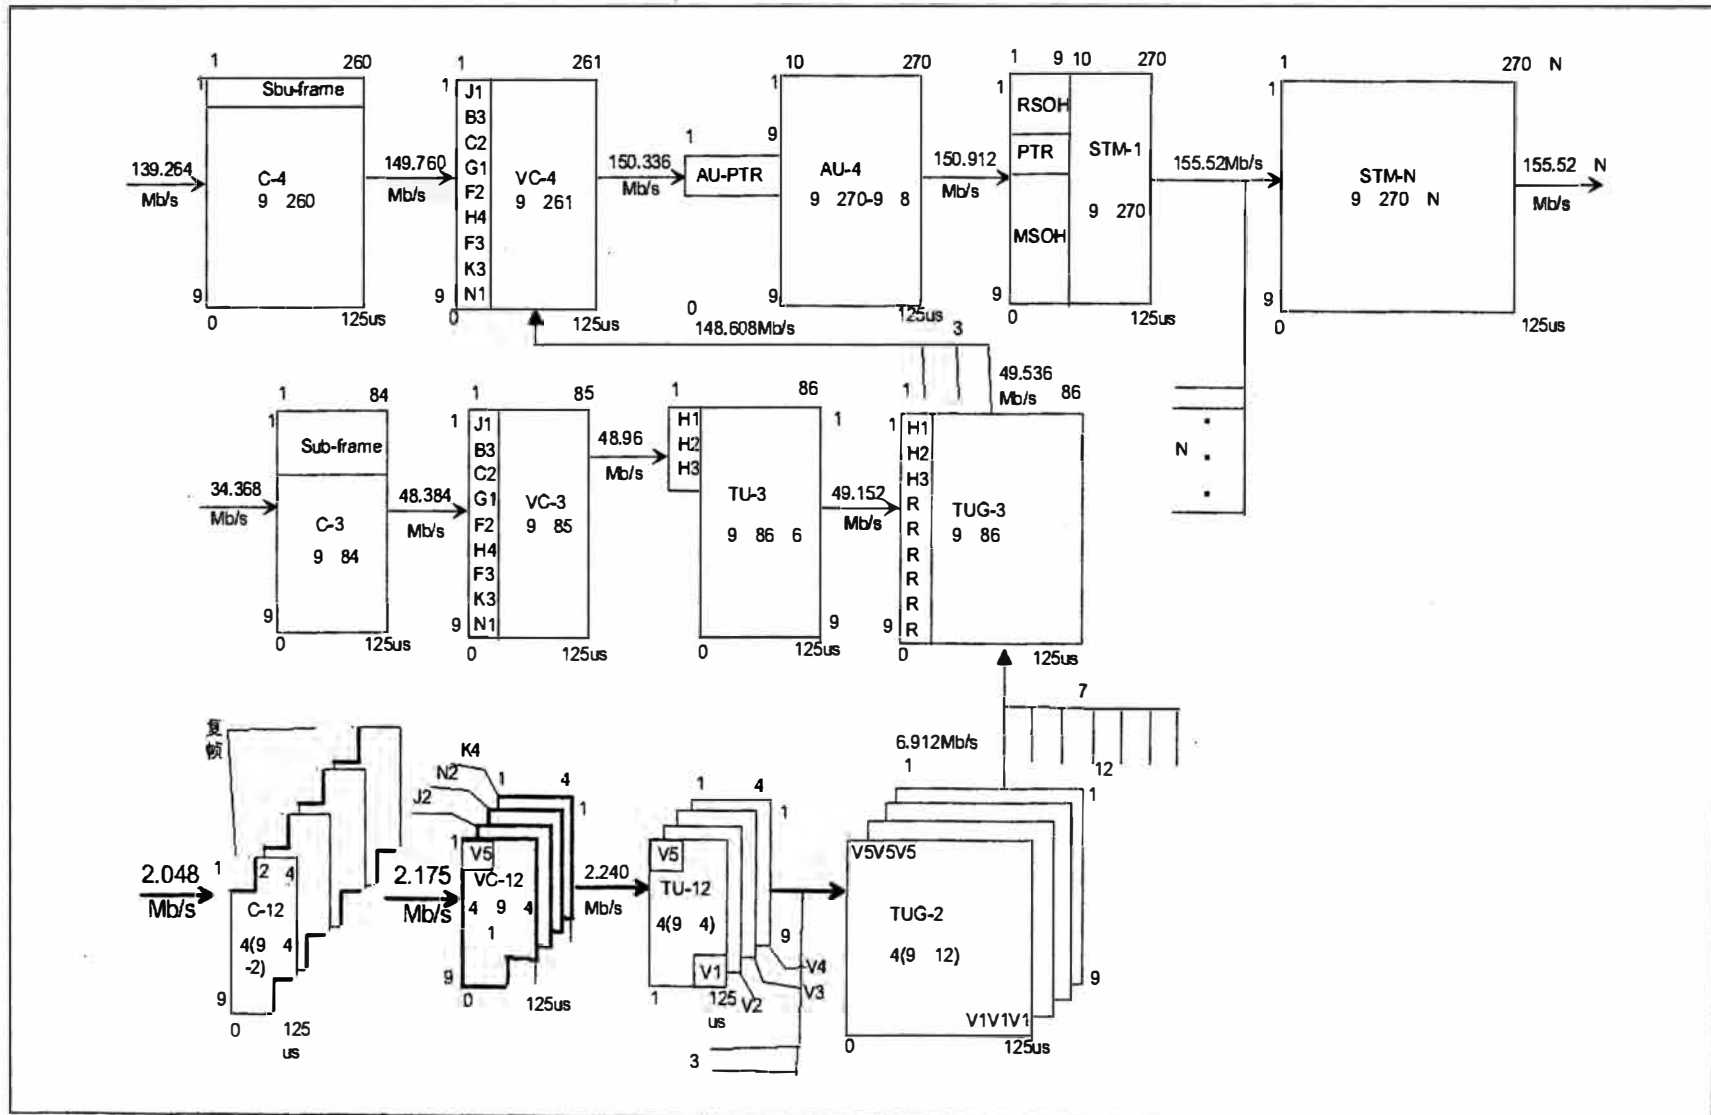 1 260
1
Sbu-frame
C-4
9 260
9
0 125us
139.264
Mb/s
149.760
Mb/s
1 261
1
J1
B3
C2
G1
F2
H4
F3
K3
N1
VC-4
9 261
9
0 125us
150.336
Mb/s
1
AU-PTR
0
10 270
1
9
AU-4
9 270-9 8
9
125us
150.912
Mb/s
1 9 10 270
1
RSOH
PTR
MSOH
STM-1
9 270
9
0 125us
155.52Mb/s
1 270 N
1
STM-N
9 270 N
9
0 125us
155.52 N
Mb/s
148.608Mb/s
3
49.536
Mb/s
N
34.368
Mb/s
1 84
1
Sub-frame
C-3
9 84
9
0 125us
48.384
Mb/s
1 85
1
J1
B3
C2
G1
F2
H4
F3
K3
N1
VC-3
9 85
9
0 125us
48.96
Mb/s
1 86
1
H1
H2
H3
TU-3
9 86 6
9
0 125us
49.152
Mb/s
1 86
1
H1
H2
H3
R
R
R
R
R
R
TUG-3
9 86
9
0 125us
7
6.912Mb/s
复
帧
2.048
Mb/s
1
2 4
C-12
4(9 4
-2)
9
0 125
us
2.175
Mb/s
K4
N2
J2
1 4
1
1
V5
VC-12
4 9 4
1
9
0 125us
2.240
Mb/s
1 4
1
V5
TU-12
4(9 4)
9
V1
V4
V3
V2
1 125
us
3
1 12
1
V5V5V5
TUG-2
4(9 12)
9
V1V1V1
0 125us